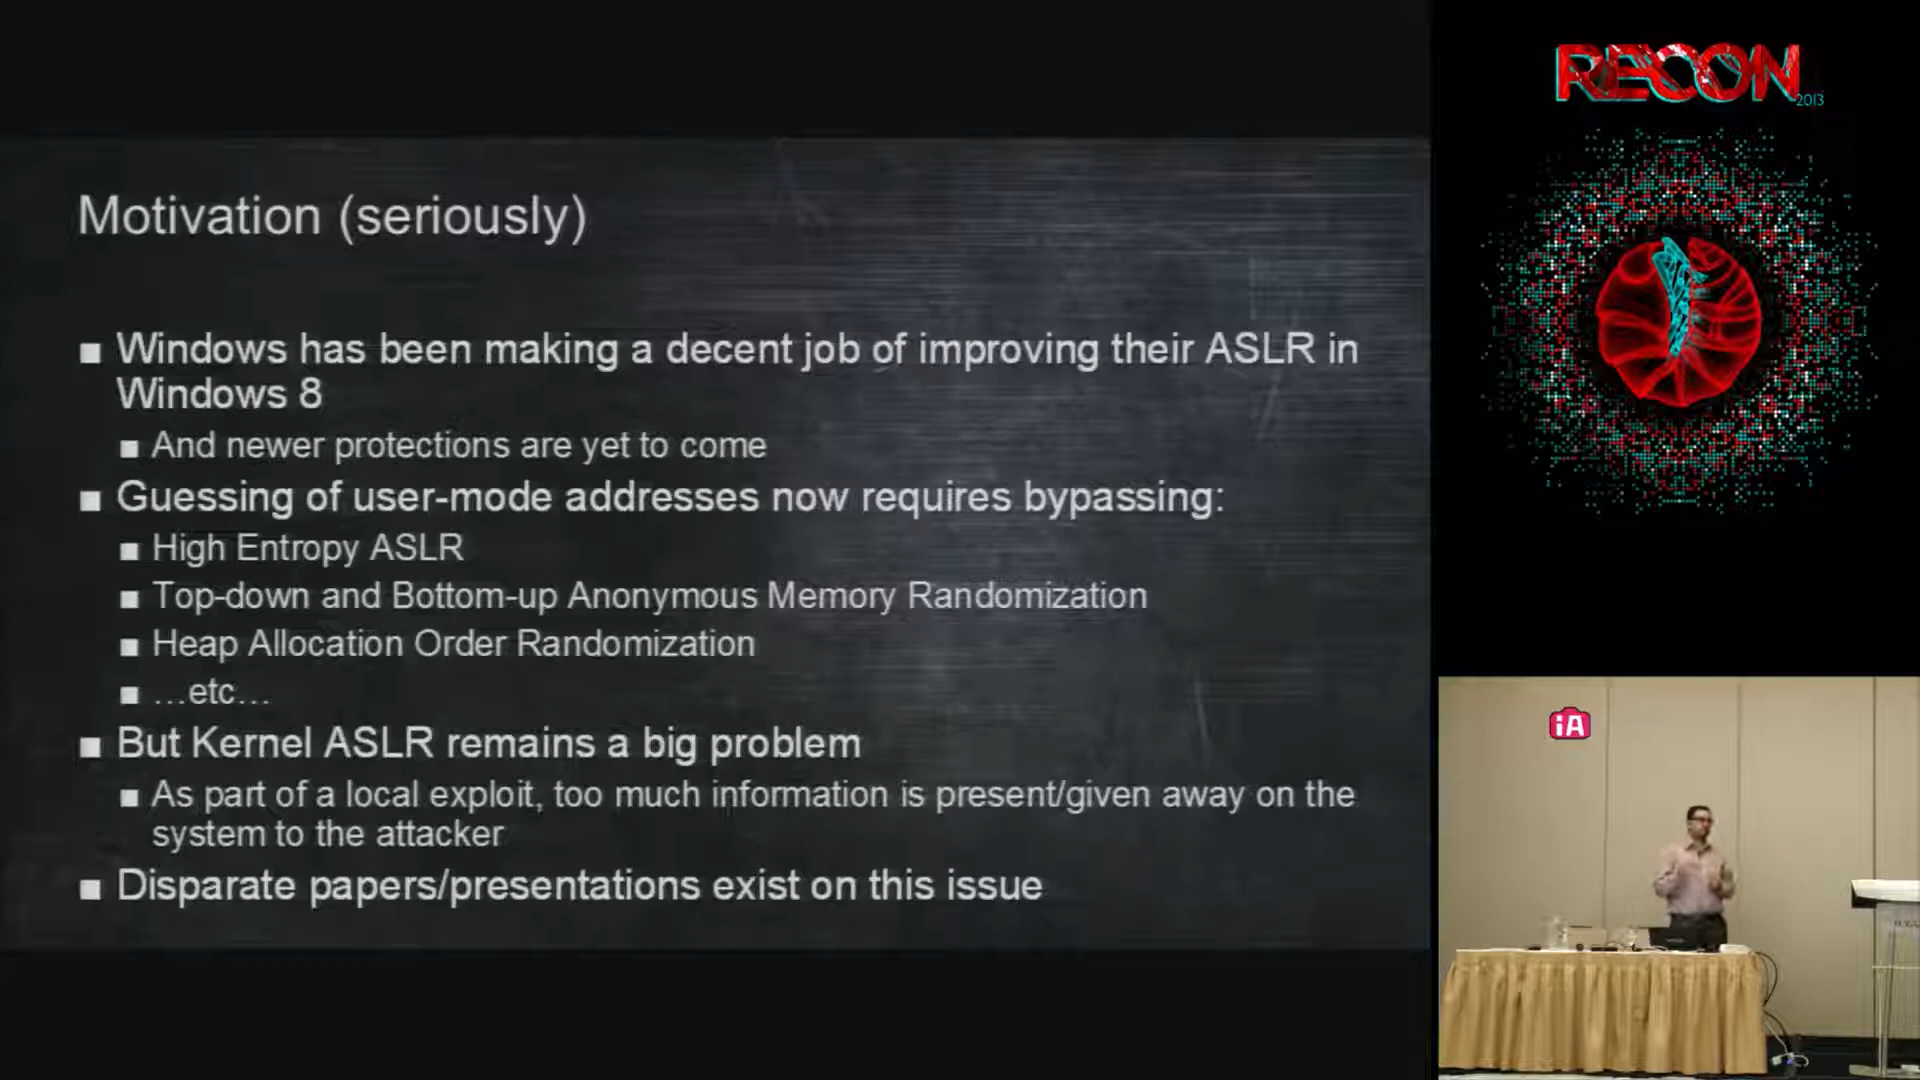 RECON
2013
Motivation (seriously)
Windows has been making a decent job of improving their ASLR in
Windows 8
And newer protections are yet to come
Guessing of user-mode addresses now requires bypassing:
High Entropy ASLR
Top-down and Bottom-up Anonymous Memory Randomization
Heap Allocation Order Randomization
...etc...
But Kernel ASLR remains a big problem
As part of a local exploit, too much information is present/given away on the
system to the attacker
Disparate papers/presentations exist on this issue
iA